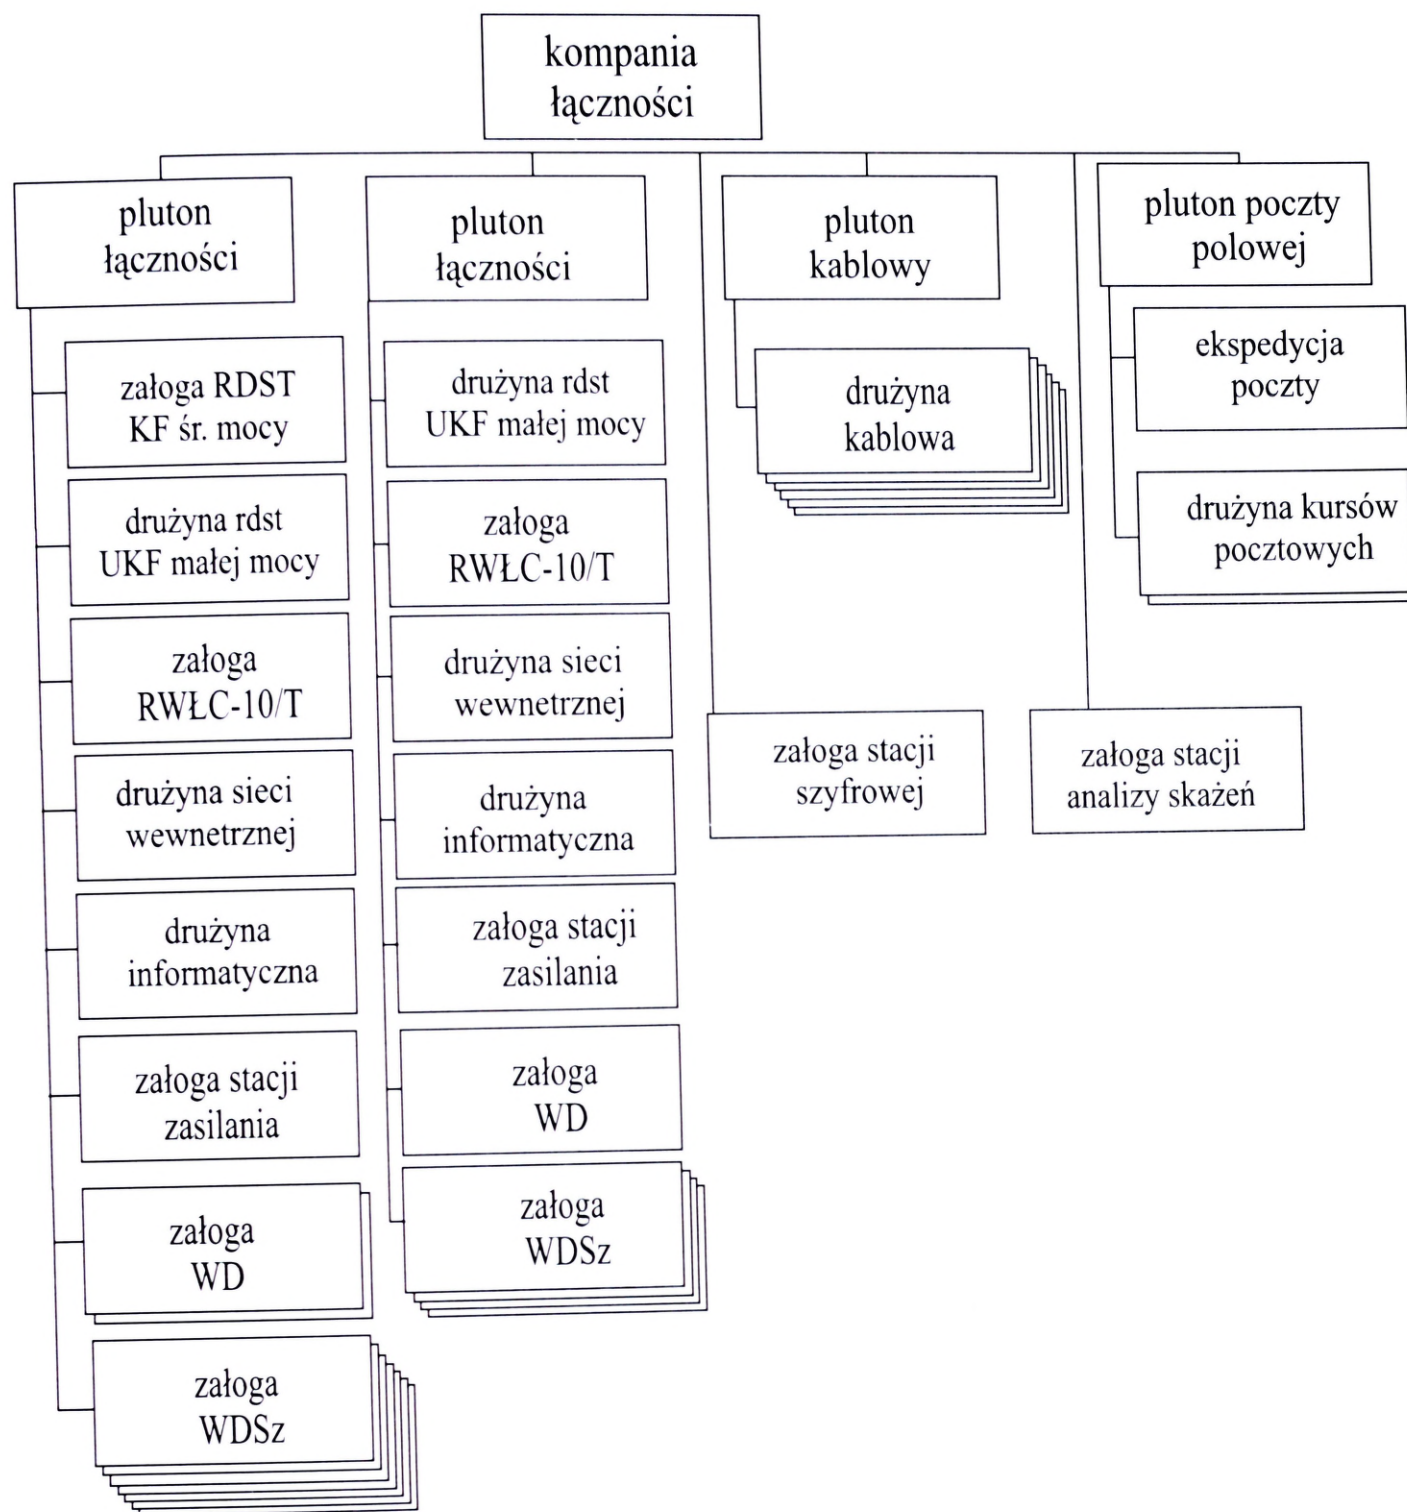 kompania
łączności
pluton
łączności
załoga RDST
KF śr. mocy
drużyna rdst
UKF małej mocy
załoga
RWŁC-10/T
drużyna sieci
wewnetrznej
drużyna
informatyczna
załoga stacji
zasilania
załoga
WD
załoga
WDSz
pluton
łączności
drużyna rdst
UKF małej mocy
załoga
RWŁC-10/T
drużyna sieci
wewnetrznej
drużyna
informatyczna
załoga stacji
zasilania
załoga
WD
załoga
WDSz
pluton
kablowy
drużyna
kablowa
pluton poczty
polowej
ekspedycja
poczty
drużyna kursów
pocztowych
załoga stacji
szyfrowej
załoga stacji
analizy skażeń